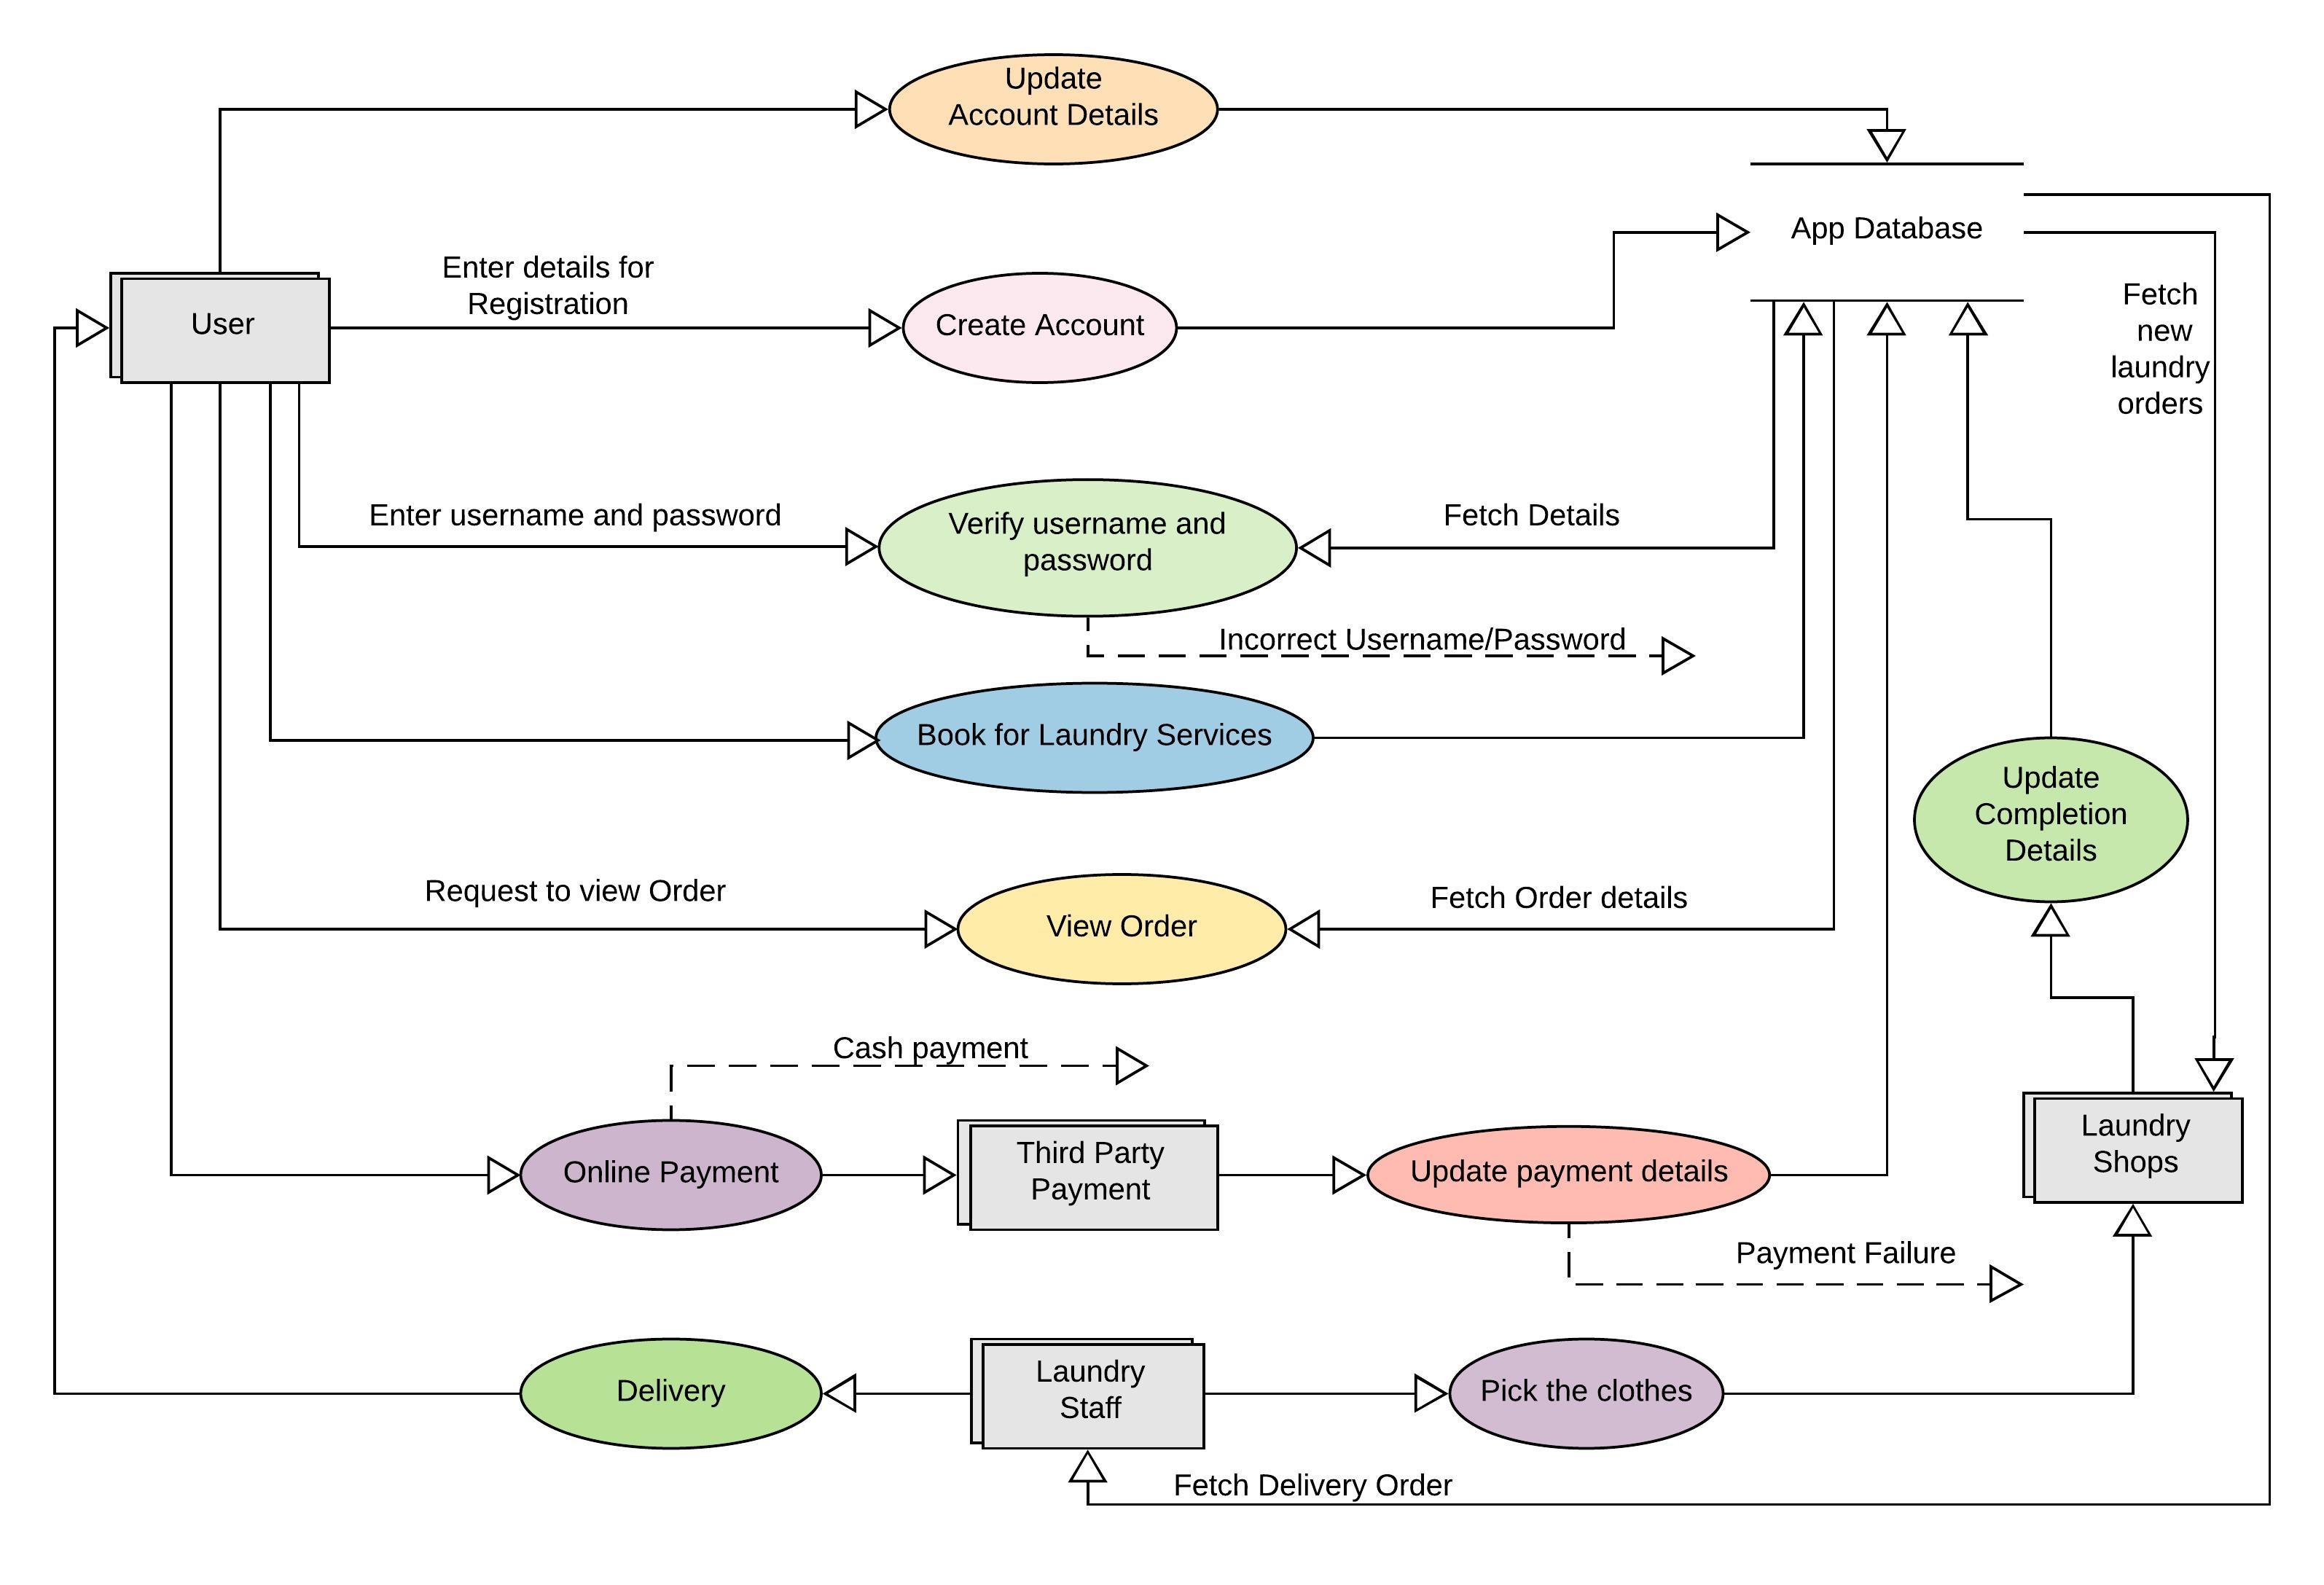 Update
Account Details
App Database
Enter details for
Registration
User
Create Account
Fetch
new
laundry
orders
Enter username and password
Verify username and
password
Fetch Details
Incorrect Username/Password
Book for Laundry Services
Update
Completion
Details
Request to view Order
View Order
Fetch Order details
Cash payment
Online Payment
Third Party
Payment
Update payment details
Laundry
Shops
Payment Failure
Delivery
Laundry
Staff
Pick the clothes
Fetch Delivery Order